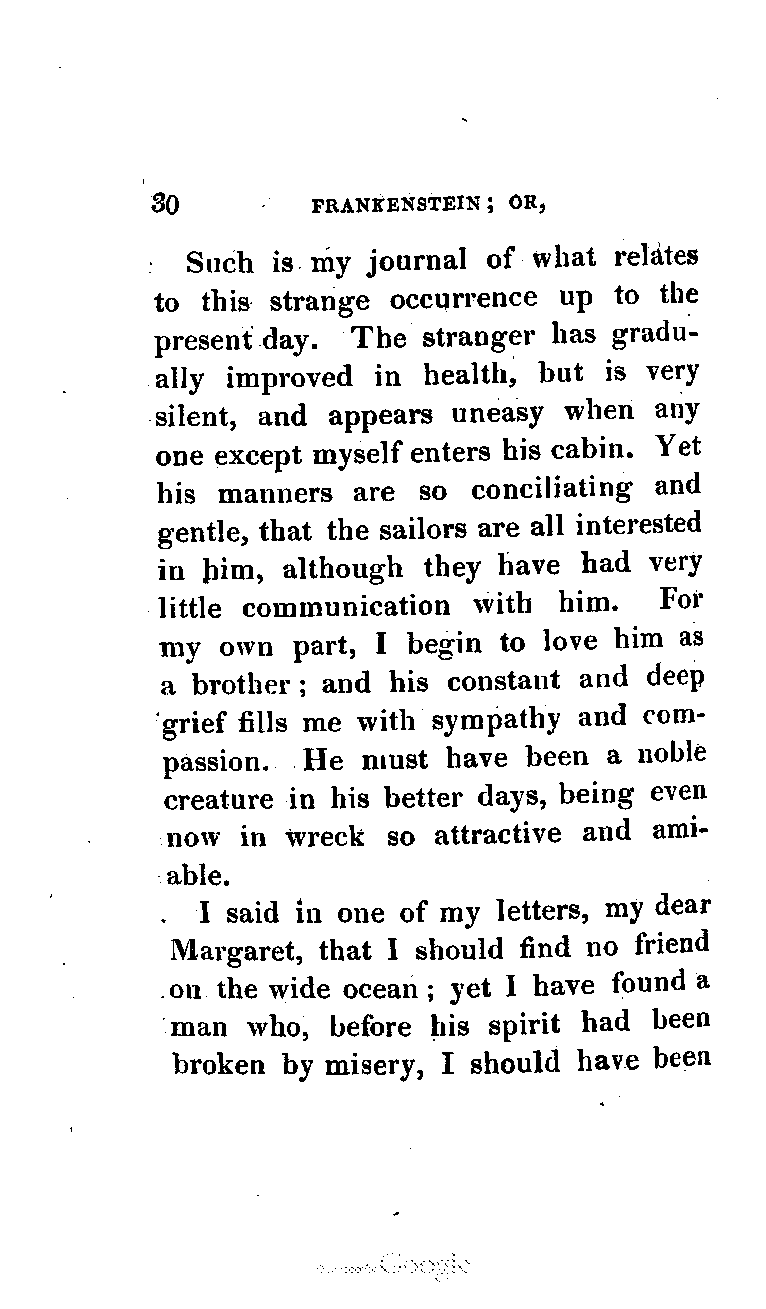 30 FRANKENSTEIN; OR,
Such is my journal of what relates
to this strange occurrence up to the
present day. The stranger has gradu-
ally improved in health, but is very
silent, and appears uneasy when any
one except myself enters his cabin. Yet
his manners are so conciliating and
gentle, that the sailors are all interested
in him, although they have had very
little communication with him. For
my own part, I begin to love him as
a brother; and his constant and deep
grief fills me with sympathy and com-
passion. He must have been a noble
creature in his better days, being even
now in wreck so attractive and ami-
able.
I said in one of my letters, my dear
Margaret, that I should find no friend
on the wide ocean; yet I have found a
man who, before his spirit had been
broken by misery, I should have been
Google